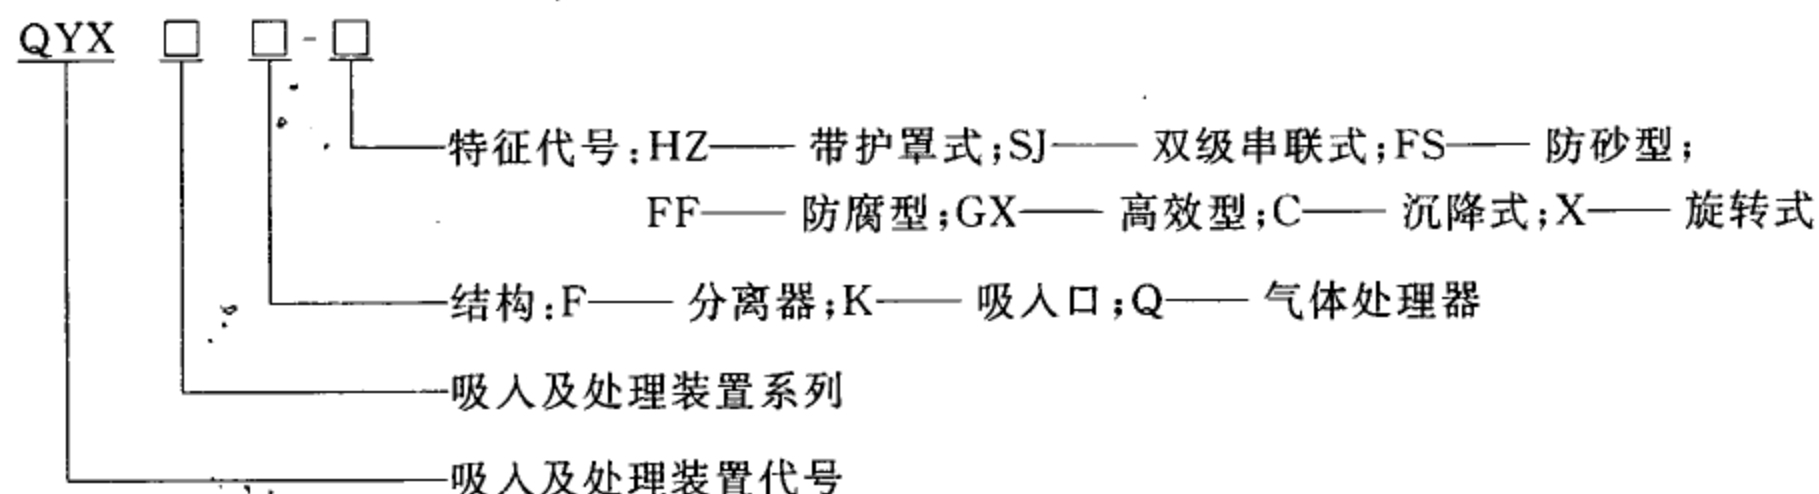 QYX □ □-□
特征代号:HZ——带护罩式;SJ——双级串联式;FS——防砂型;
FF——防腐型;GX——高效型;C——沉降式;X——旋转式
结构:F——分离器;K——吸入口;Q——气体处理器
吸入及处理装置系列
吸入及处理装置代号